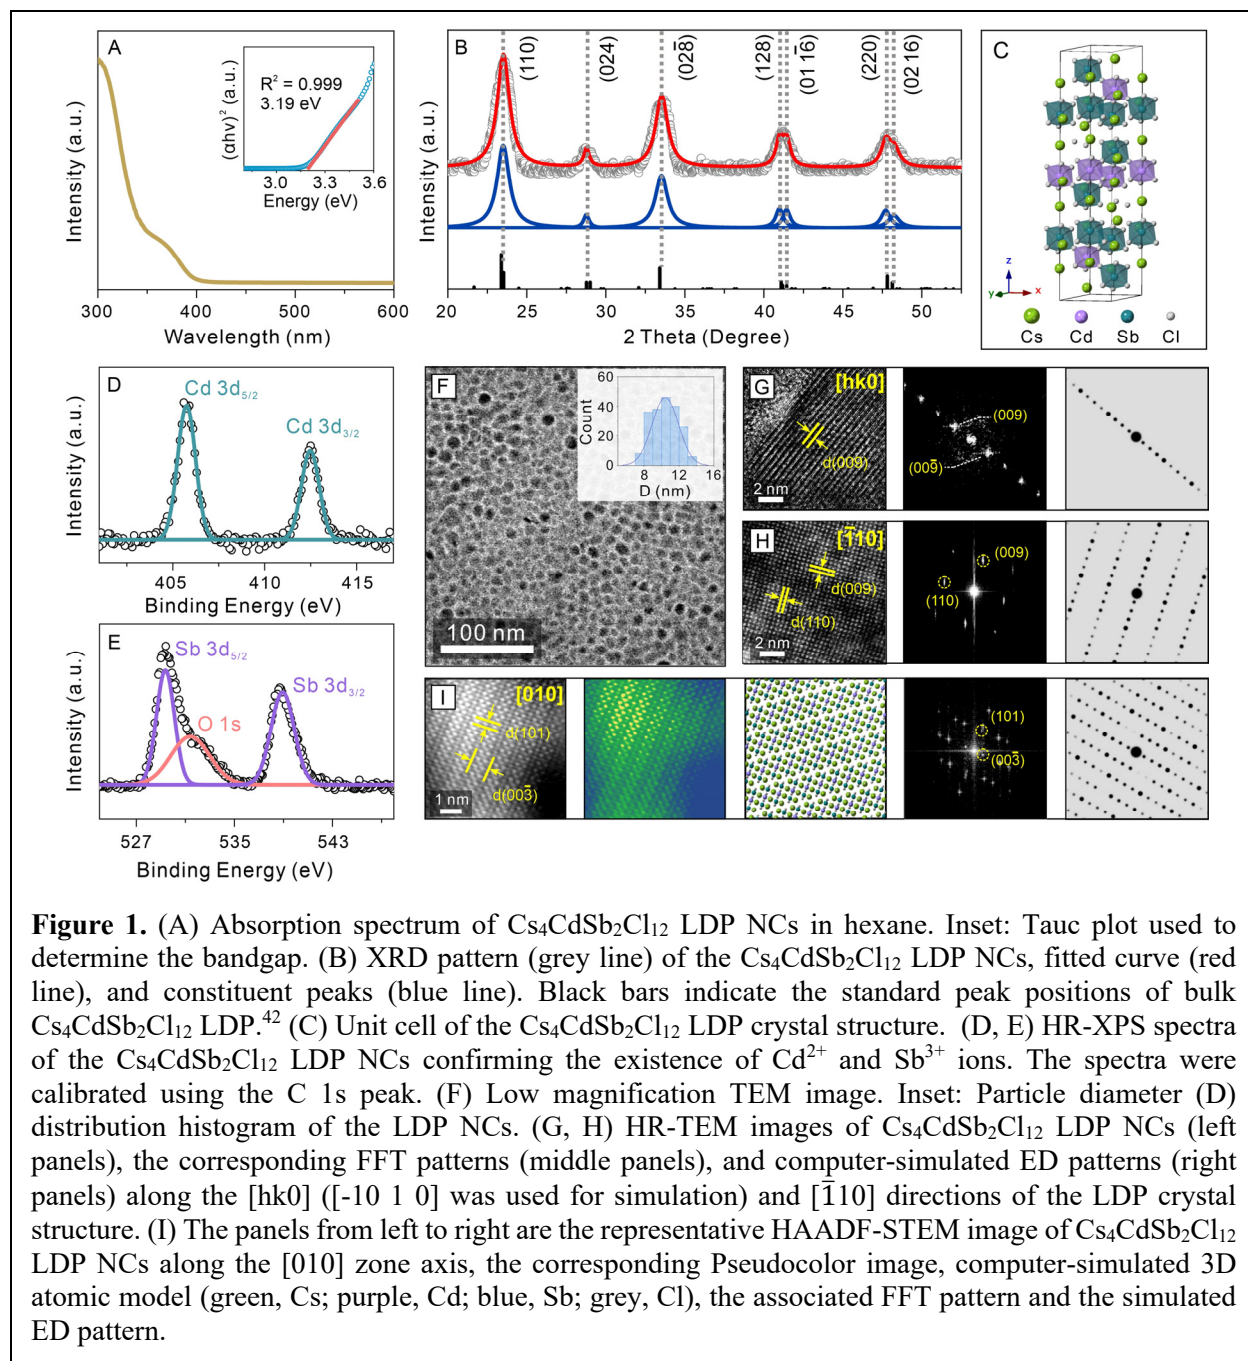 A
Intensity (a.u.)
300 400 500 600
Wavelength (nm)
(αhν)² (a.u.)
R² = 0.999
3.19 eV
3.0 3.3 3.6
Energy (eV)
B
Intensity (a.u.)
(110) (024) (02̄8) (128) (01 1̄6) (220) (02 16)
20 25 30 35 40 45 50
2 Theta (Degree)
C
z
y x
Cs Cd Sb Cl
D
Cd 3d₅/₂
Cd 3d₃/₂
Intensity (a.u.)
405 410 415
Binding Energy (eV)
E
Sb 3d₅/₂
Sb 3d₃/₂
O 1s
Intensity (a.u.)
527 535 543
Binding Energy (eV)
F
60
40
20
0
Count
8 12 16
D (nm)
100 nm
G
[hk0]
d(009)
2 nm
(009)
(009̄)
H
[1̄10]
d(009)
d(110)
2 nm
(009)
(110)
I
[010]
d(101)
d(003̄)
1 nm
(101)
(003̄)
Figure 1. (A) Absorption spectrum of Cs₄CdSb₂Cl₁₂ LDP NCs in hexane. Inset: Tauc plot used to
determine the bandgap. (B) XRD pattern (grey line) of the Cs₄CdSb₂Cl₁₂ LDP NCs, fitted curve (red
line), and constituent peaks (blue line). Black bars indicate the standard peak positions of bulk
Cs₄CdSb₂Cl₁₂ LDP.⁴² (C) Unit cell of the Cs₄CdSb₂Cl₁₂ LDP crystal structure. (D, E) HR-XPS spectra
of the Cs₄CdSb₂Cl₁₂ LDP NCs confirming the existence of Cd²⁺ and Sb³⁺ ions. The spectra were
calibrated using the C 1s peak. (F) Low magnification TEM image. Inset: Particle diameter (D)
distribution histogram of the LDP NCs. (G, H) HR-TEM images of Cs₄CdSb₂Cl₁₂ LDP NCs (left
panels), the corresponding FFT patterns (middle panels), and computer-simulated ED patterns (right
panels) along the [hk0] ([-10 1 0] was used for simulation) and [1̄10] directions of the LDP crystal
structure. (I) The panels from left to right are the representative HAADF-STEM image of Cs₄CdSb₂Cl₁₂
LDP NCs along the [010] zone axis, the corresponding Pseudocolor image, computer-simulated 3D
atomic model (green, Cs; purple, Cd; blue, Sb; grey, Cl), the associated FFT pattern and the simulated
ED pattern.